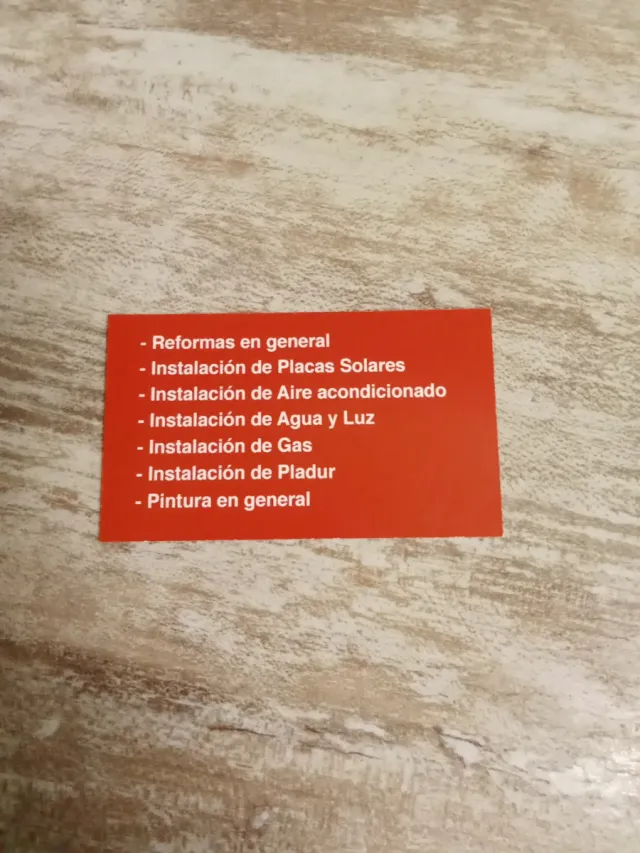 - Reformas en general
- Instalación de Placas Solares
- Instalación de Aire acondicionado
- Instalación de Agua y Luz
- Instalación de Gas
- Instalación de Pladur
- Pintura en general